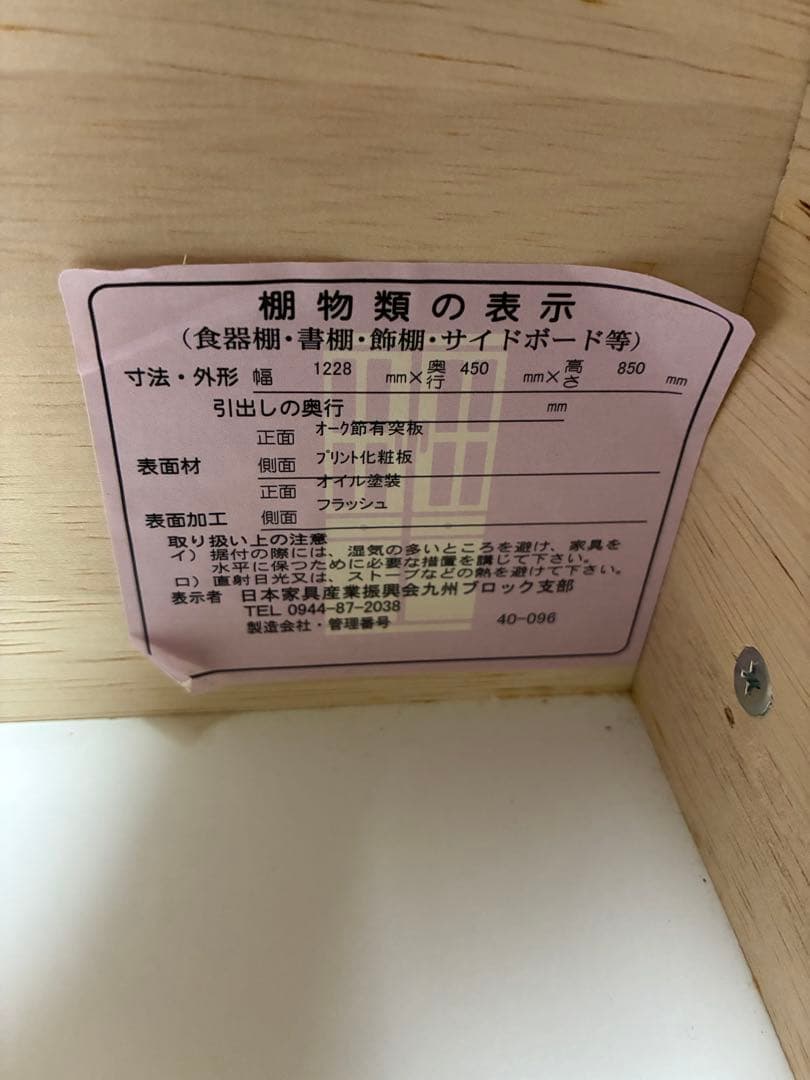 棚物類の表示
(食器棚・書棚・飾棚・サイドボード等)
寸法・外形 幅 1228 mm×奥行 450 mm×高さ 850 mm
引出しの奥行 mm
表面材 正面 オーク節有突板
側面 プリント化粧板
表面加工 正面 オイル塗装
側面 フラッシュ
取り扱い上の注意
イ) 据付の際には、湿気の多いところを避け、家具を
水平に保つために必要な措置を講じて下さい。
ロ) 直射日光又は、ストーブなどの熱を避けて下さい。
表示者 日本家具産業振興会九州ブロック支部
TEL 0944-87-2038
製造会社・管理番号 40-096